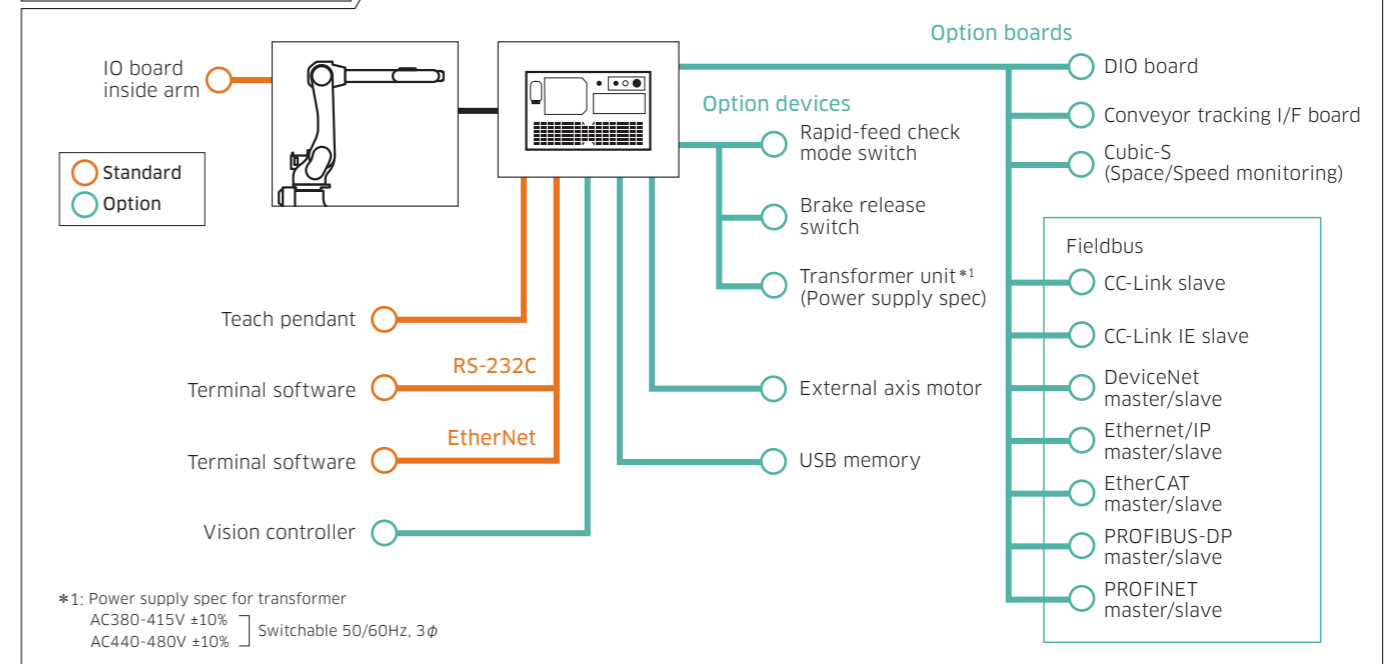 IO board
inside arm
Standard
Option
Teach pendant
RS-232C
Terminal software
EtherNet
Terminal software
Vision controller
Option devices
Rapid-feed check
mode switch
Brake release
switch
Transformer unit*1
(Power supply spec)
External axis motor
USB memory
Option boards
DIO board
Conveyor tracking I/F board
Cubic-S
(Space/Speed monitoring)
Fieldbus
CC-Link slave
CC-Link IE slave
DeviceNet
master/slave
Ethernet/IP
master/slave
EtherCAT
master/slave
PROFIBUS-DP
master/slave
PROFINET
master/slave
*1: Power supply spec for transformer
AC380-415V ±10%
AC440-480V ±10%
Switchable 50/60Hz, 3φ